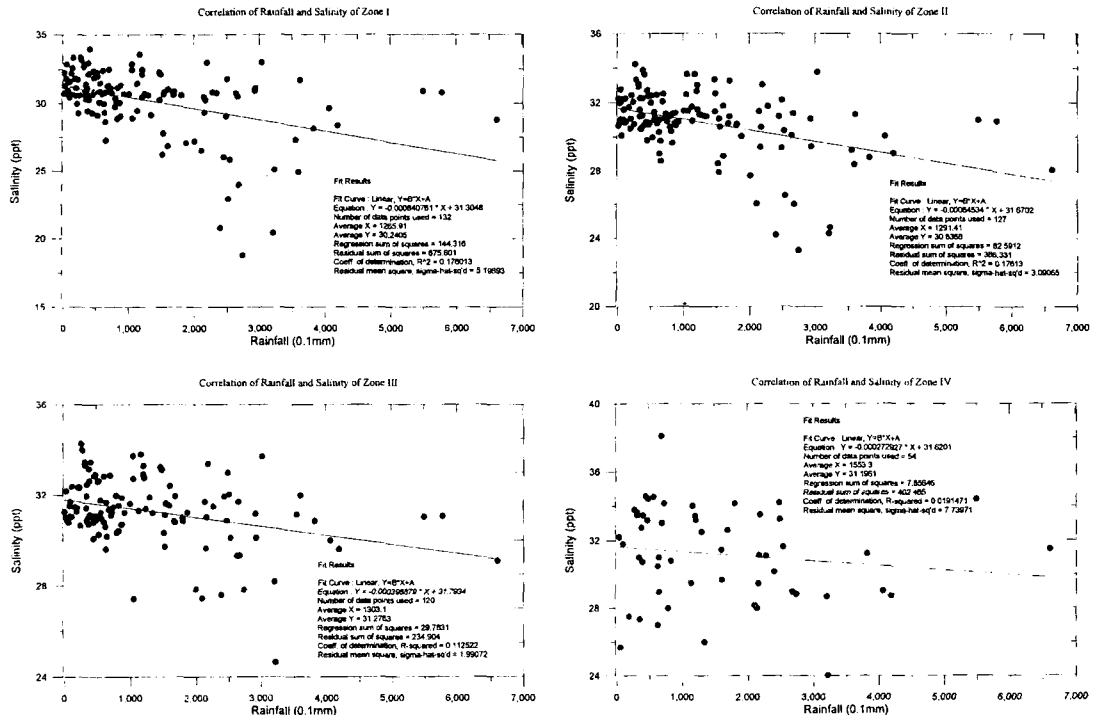 Correlation of Rainfall and Salinity of Zone I
35
30
25
20
15
Salinity (ppt)
Fit Results
Fit Curve : Linear, Y=B*X+A
Equation : Y = -0.000840761 * X + 31.3048
Number of data points used = 132
Average X = 1265.91
Average Y = 30.2405
Regression sum of squares = 144.316
Residual sum of squares = 675.601
Coeff. of determination, R^2 = 0.176013
Residual mean square, sigma-hat-sq'd = 5.19693
0 1,000 2,000 3,000 4,000 5,000 6,000 7,000
Rainfall (0.1mm)
Correlation of Rainfall and Salinity of Zone II
36
32
28
24
20
Salinity (ppt)
Fit Results
Fit Curve : Linear, Y=B*X+A
Equation : Y = -0.00064534 * X + 31.6702
Number of data points used = 127
Average X = 1291.41
Average Y = 30.8368
Regression sum of squares = 82.5912
Residual sum of squares = 386.331
Coeff. of determination, R^2 = 0.17613
Residual mean square, sigma-hat-sq'd = 3.09065
0 1,000 2,000 3,000 4,000 5,000 6,000 7,000
Rainfall (0.1mm)
Correlation of Rainfall and Salinity of Zone III
36
32
28
24
Salinity (ppt)
Fit Results
Fit Curve : Linear, Y=B*X+A
Equation : Y = -0.000398879 * X + 31.7934
Number of data points used = 120
Average X = 1303.1
Average Y = 31.2763
Regression sum of squares = 29.7831
Residual sum of squares = 234.904
Coeff. of determination, R-squared = 0.112522
Residual mean square, sigma-hat-sq'd = 1.99072
0 1,000 2,000 3,000 4,000 5,000 6,000 7,000
Rainfall (0.1mm)
Correlation of Rainfall and Salinity of Zone IV
40
36
32
28
24
Salinity (ppt)
Fit Results
Fit Curve : Linear, Y=B*X+A
Equation : Y = -0.000272927 * X + 31.6201
Number of data points used = 54
Average X = 1553.3
Average Y = 31.1961
Regression sum of squares = 7.85645
Residual sum of squares = 402.465
Coeff. of determination, R-squared = 0.0191471
Residual mean square, sigma-hat-sq'd = 7.73971
0 1,000 2,000 3,000 4,000 5,000 6,000 7,000
Rainfall (0.1mm)